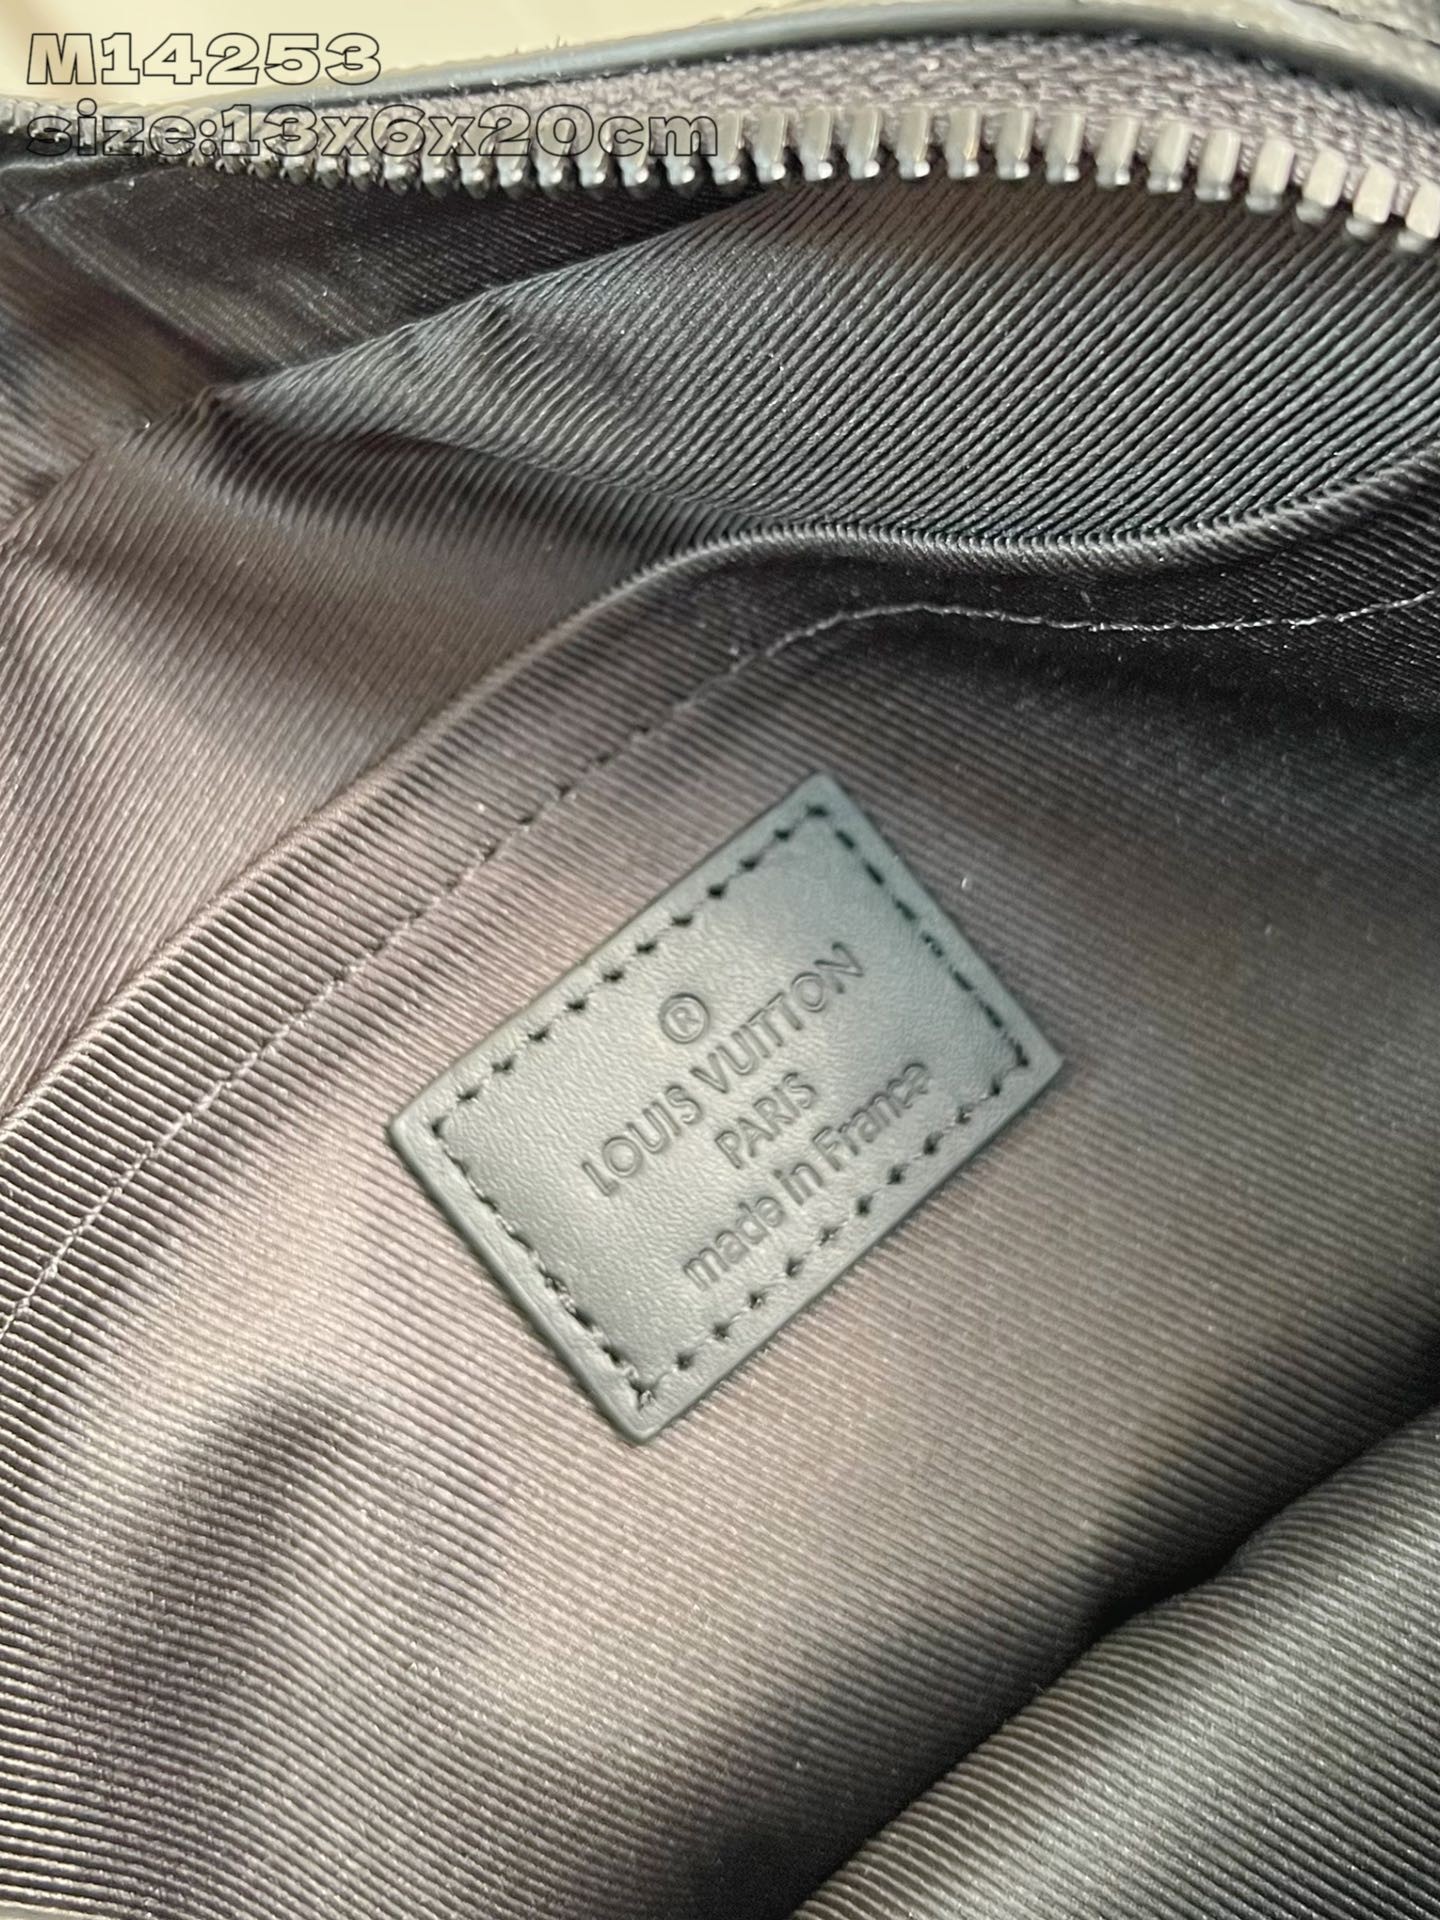 M14253
size:13x6x20cm
®
LOUIS VUITTON
PARIS
made in France